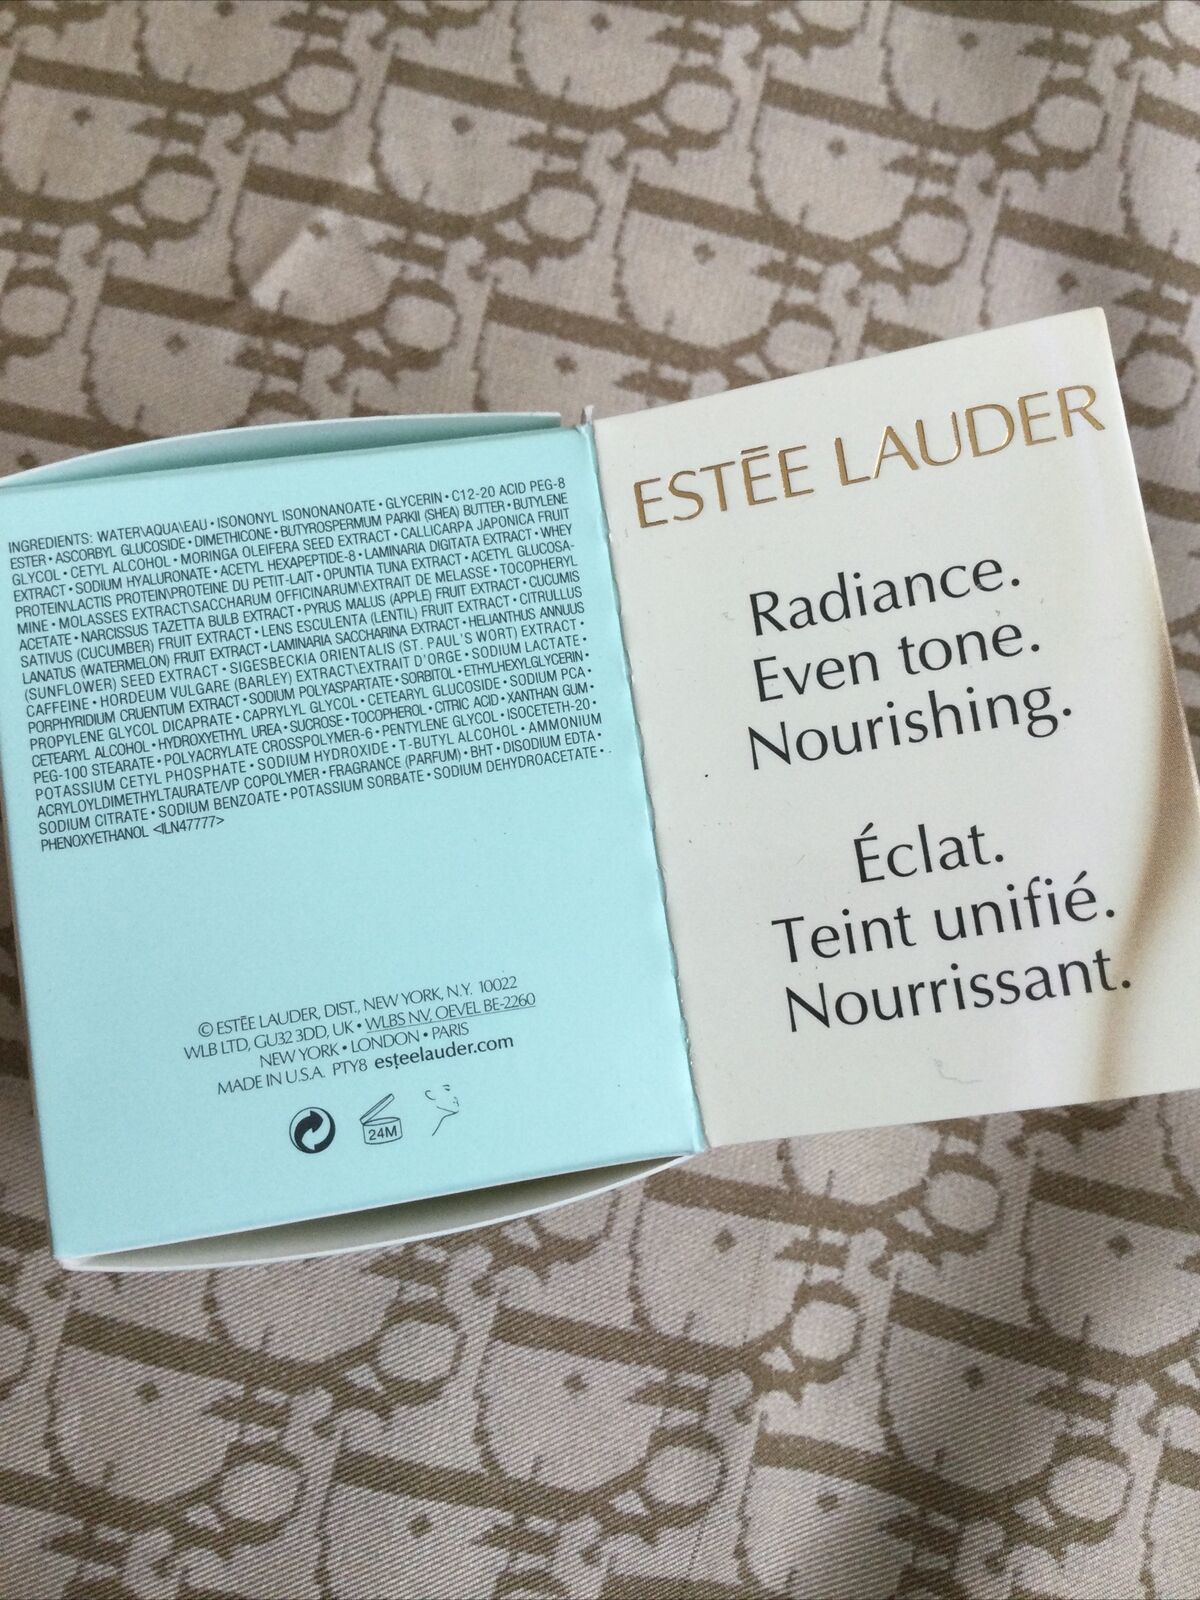 INGREDIENTS: WATER\AQUA\EAU • ISONONYL ISONONANOATE • GLYCERIN • C12-20 ACID PEG-8
ESTER • ASCORBYL GLUCOSIDE • DIMETHICONE • BUTYROSPERMUM PARKII (SHEA) BUTTER • BUTYLENE
GLYCOL • CETYL ALCOHOL • MORINGA OLEIFERA SEED EXTRACT • CALLICARPA JAPONICA FRUIT
EXTRACT • SODIUM HYALURONATE • ACETYL HEXAPEPTIDE-8 • LAMINARIA DIGITATA EXTRACT • WHEY
PROTEIN\LACTIS PROTEIN\PROTEINE DU PETIT-LAIT • OPUNTIA TUNA EXTRACT • ACETYL GLUCOSA-
MINE • MOLASSES EXTRACT\SACCHARUM OFFICINARUM\EXTRAIT DE MELASSE • TOCOPHERYL
ACETATE • NARCISSUS TAZETTA BULB EXTRACT • PYRUS MALUS (APPLE) FRUIT EXTRACT • CUCUMIS
SATIVUS (CUCUMBER) FRUIT EXTRACT • LENS ESCULENTA (LENTIL) FRUIT EXTRACT • CITRULLUS
LANATUS (WATERMELON) FRUIT EXTRACT • LAMINARIA SACCHARINA EXTRACT • HELIANTHUS ANNUUS
(SUNFLOWER) SEED EXTRACT • SIGESBECKIA ORIENTALIS (ST. PAUL'S WORT) EXTRACT •
CAFFEINE • HORDEUM VULGARE (BARLEY) EXTRACT\EXTRAIT D'ORGE • SODIUM LACTATE •
PORPHYRIDIUM CRUENTUM EXTRACT • SODIUM POLYASPARTATE • SORBITOL • ETHYLHEXYLGLYCERIN •
PROPYLENE GLYCOL DICAPRATE • CAPRYLYL GLYCOL • CETEARYL GLUCOSIDE • SODIUM PCA •
CETEARYL ALCOHOL • HYDROXYETHYL UREA • SUCROSE • TOCOPHEROL • CITRIC ACID • XANTHAN GUM •
PEG-100 STEARATE • POLYACRYLATE CROSSPOLYMER-6 • PENTYLENE GLYCOL • ISOCETETH-20 •
POTASSIUM CETYL PHOSPHATE • SODIUM HYDROXIDE • T-BUTYL ALCOHOL • AMMONIUM
ACRYLOYLDIMETHYLTAURATE/VP COPOLYMER • FRAGRANCE (PARFUM) • BHT • DISODIUM EDTA •
SODIUM CITRATE • SODIUM BENZOATE • POTASSIUM SORBATE • SODIUM DEHYDROACETATE •
PHENOXYETHANOL <ILN47777>
© ESTĒE LAUDER, DIST., NEW YORK, N.Y. 10022
WLB LTD, GU32 3DD, UK • WLBS NV, OEVEL BE-2260
NEW YORK • LONDON • PARIS
MADE IN U.S.A. PTY8 esteelauder.com
24M
ESTĒE LAUDER
Radiance.
Even tone.
Nourishing.
Éclat.
Teint unifié.
Nourrissant.